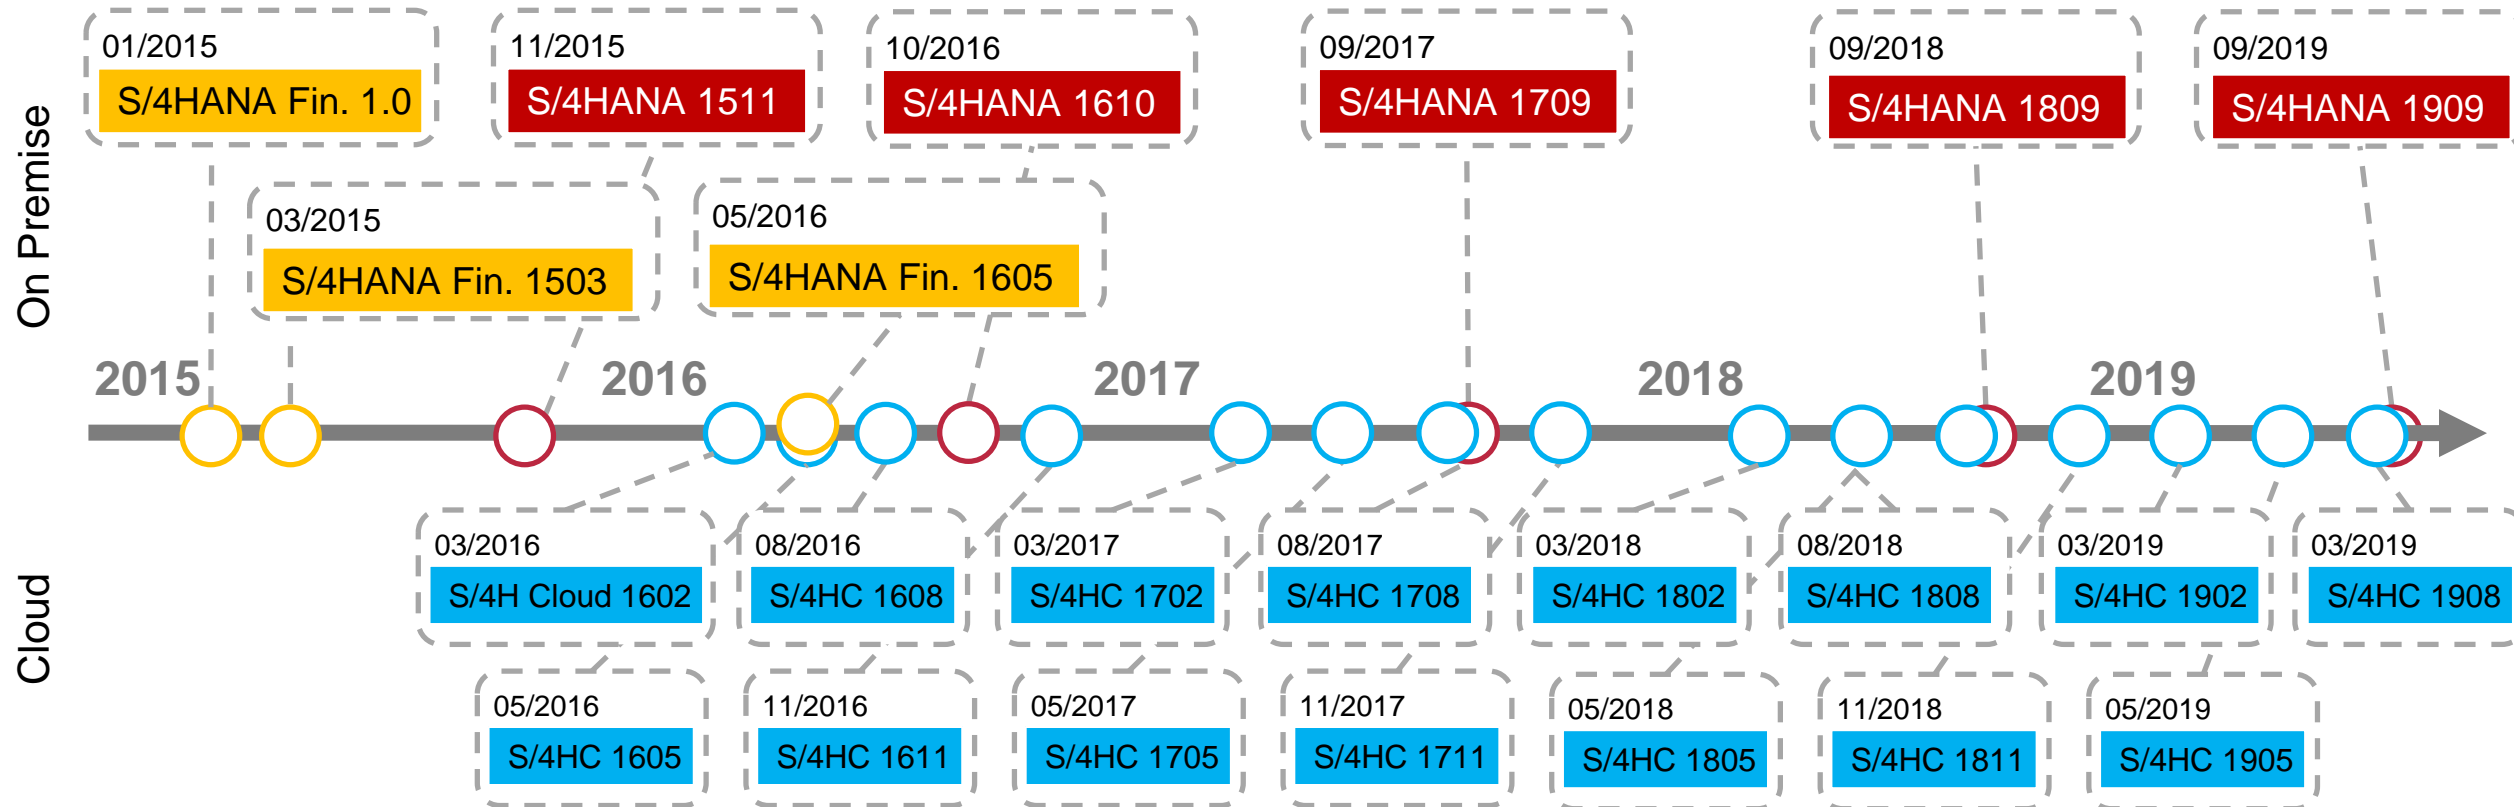 01/2015
S/4HANA Fin. 1.0
11/2015
S/4HANA 1511
10/2016
S/4HANA 1610
09/2017
S/4HANA 1709
09/2018
S/4HANA 1809
09/2019
S/4HANA 1909
On Premise
03/2015
S/4HANA Fin. 1503
05/2016
S/4HANA Fin. 1605
2015
2016
2017
2018
2019
Cloud
03/2016
S/4H Cloud 1602
08/2016
S/4HC 1608
03/2017
S/4HC 1702
08/2017
S/4HC 1708
03/2018
S/4HC 1802
08/2018
S/4HC 1808
03/2019
S/4HC 1902
03/2019
S/4HC 1908
05/2016
S/4HC 1605
11/2016
S/4HC 1611
05/2017
S/4HC 1705
11/2017
S/4HC 1711
05/2018
S/4HC 1805
11/2018
S/4HC 1811
05/2019
S/4HC 1905